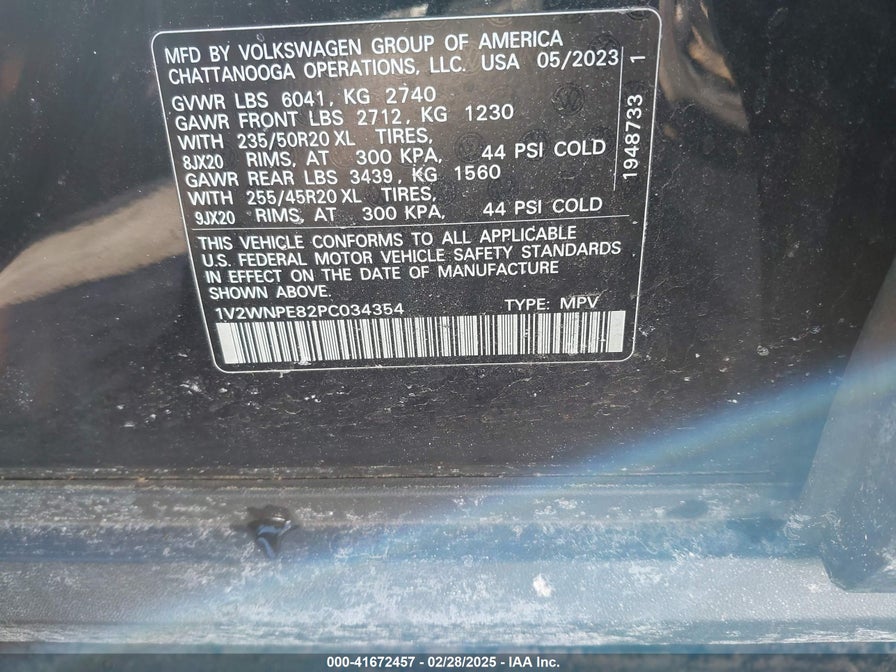 MFD BY VOLKSWAGEN GROUP OF AMERICA
CHATTANOOGA OPERATIONS, LLC. USA 05/2023
GVWR LBS 6041, KG 2740
GAWR FRONT LBS 2712, KG 1230
WITH 235/50R20 XL TIRES,
8JX20 RIMS, AT 300 KPA, 44 PSI COLD
GAWR REAR LBS 3439, KG 1560
WITH 255/45R20 XL TIRES,
9JX20 RIMS, AT 300 KPA, 44 PSI COLD
1948733 1
THIS VEHICLE CONFORMS TO ALL APPLICABLE
U.S. FEDERAL MOTOR VEHICLE SAFETY STANDARDS
IN EFFECT ON THE DATE OF MANUFACTURE
SHOWN ABOVE.
1V2WNPE82PC034354 TYPE: MPV
000-41672457 - 02/28/2025 - IAA Inc.